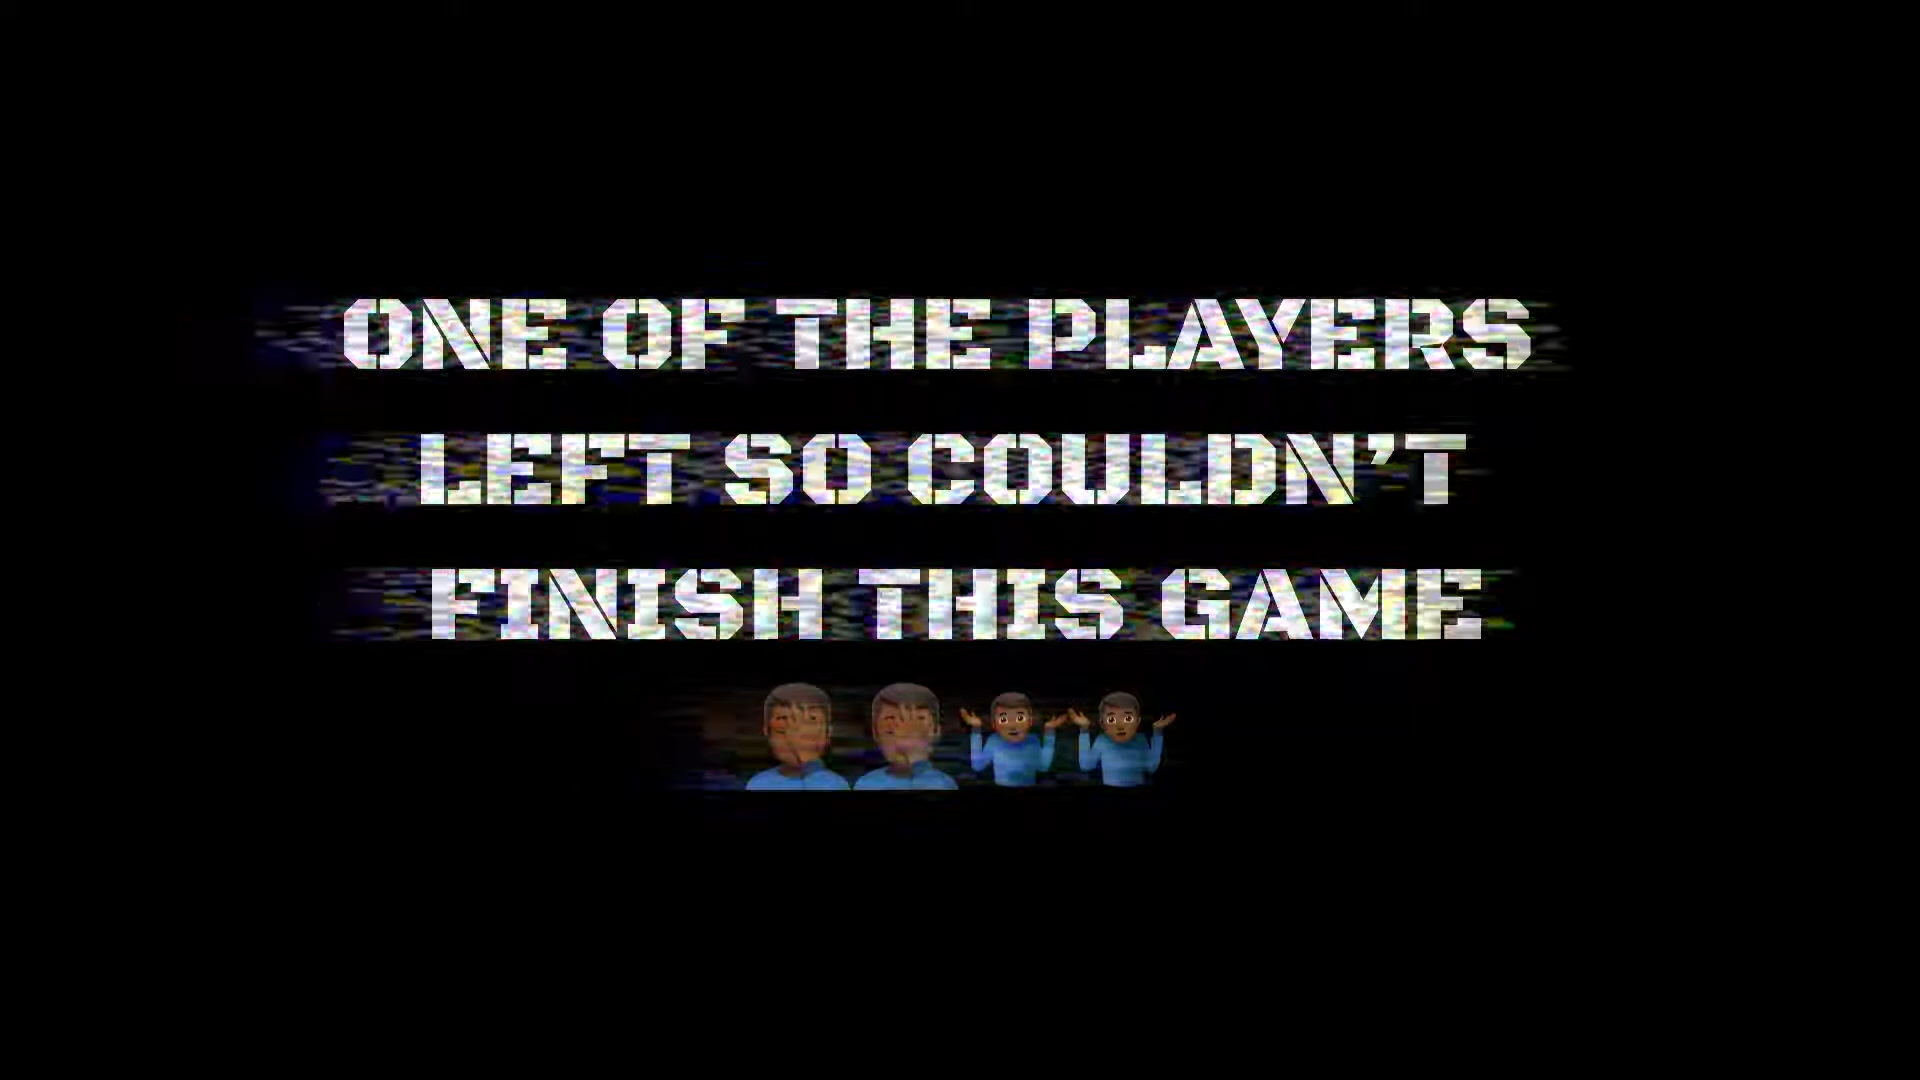 ONE OF THE PLAYERS
LEFT SO COULDN’T
FINISH THIS GAME
🤦🏽‍♂️🤦🏽‍♂️🤷🏽‍♂️🤷🏽‍♂️